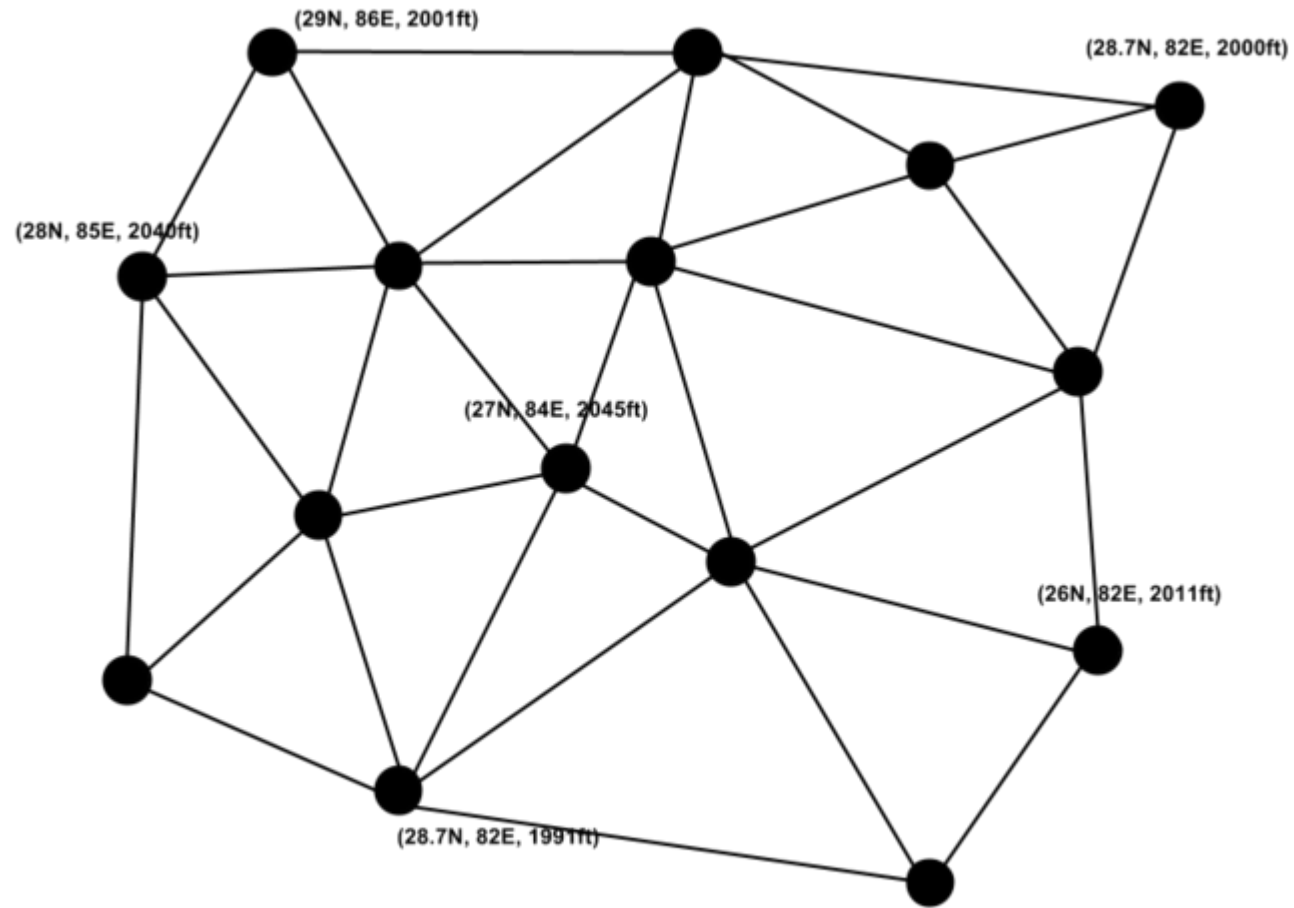 (29N, 86E, 2001ft)
(28.7N, 82E, 2000ft)
(28N, 85E, 2040ft)
(27N, 84E, 2045ft)
(26N, 82E, 2011ft)
(28.7N, 82E, 1991ft)